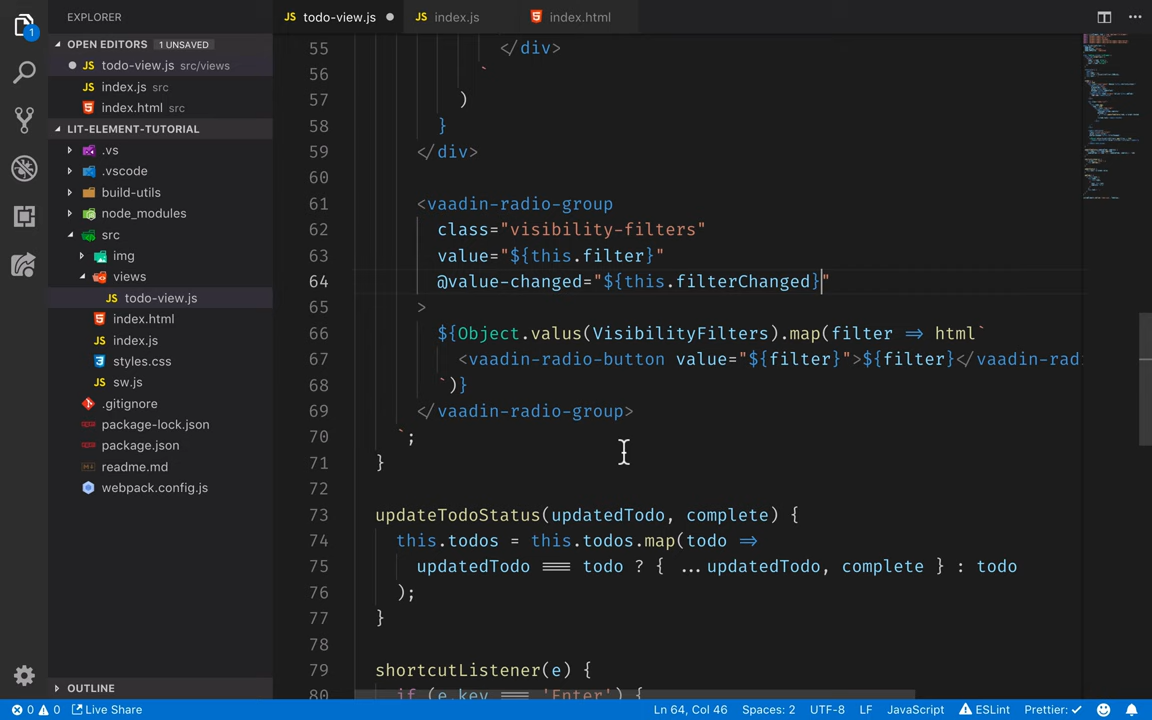 EXPLORER
OPEN EDITORS 1 UNSAVED
todo-view.js src/views
index.js src
index.html src
LIT-ELEMENT-TUTORIAL
.vs
.vscode
build-utils
node_modules
src
img
views
todo-view.js
index.html
index.js
styles.css
sw.js
.gitignore
package-lock.json
package.json
readme.md
webpack.config.js
OUTLINE
1
JS todo-view.js
JS index.js
index.html
55 </div>
56 `
57 )
58 }
59 </div>
60
61 <vaadin-radio-group
62 class="visibility-filters"
63 value="${this.filter}"
64 @value-changed="${this.filterChanged}"
65 >
66 ${Object.valus(VisibilityFilters).map(filter => html`
67 <vaadin-radio-button value="${filter}">${filter}</vaadin-rad
68 `)}
69 </vaadin-radio-group>
70 `;
71 }
72
73 updateTodoStatus(updatedTodo, complete) {
74 this.todos = this.todos.map(todo =>
75 updatedTodo === todo ? { ...updatedTodo, complete } : todo
76 );
77 }
78
79 shortcutListener(e) {
80 if (e.key === 'Enter') {
0 0 Live Share Ln 64, Col 46 Spaces: 2 UTF-8 LF JavaScript ESLint Prettier: ✓